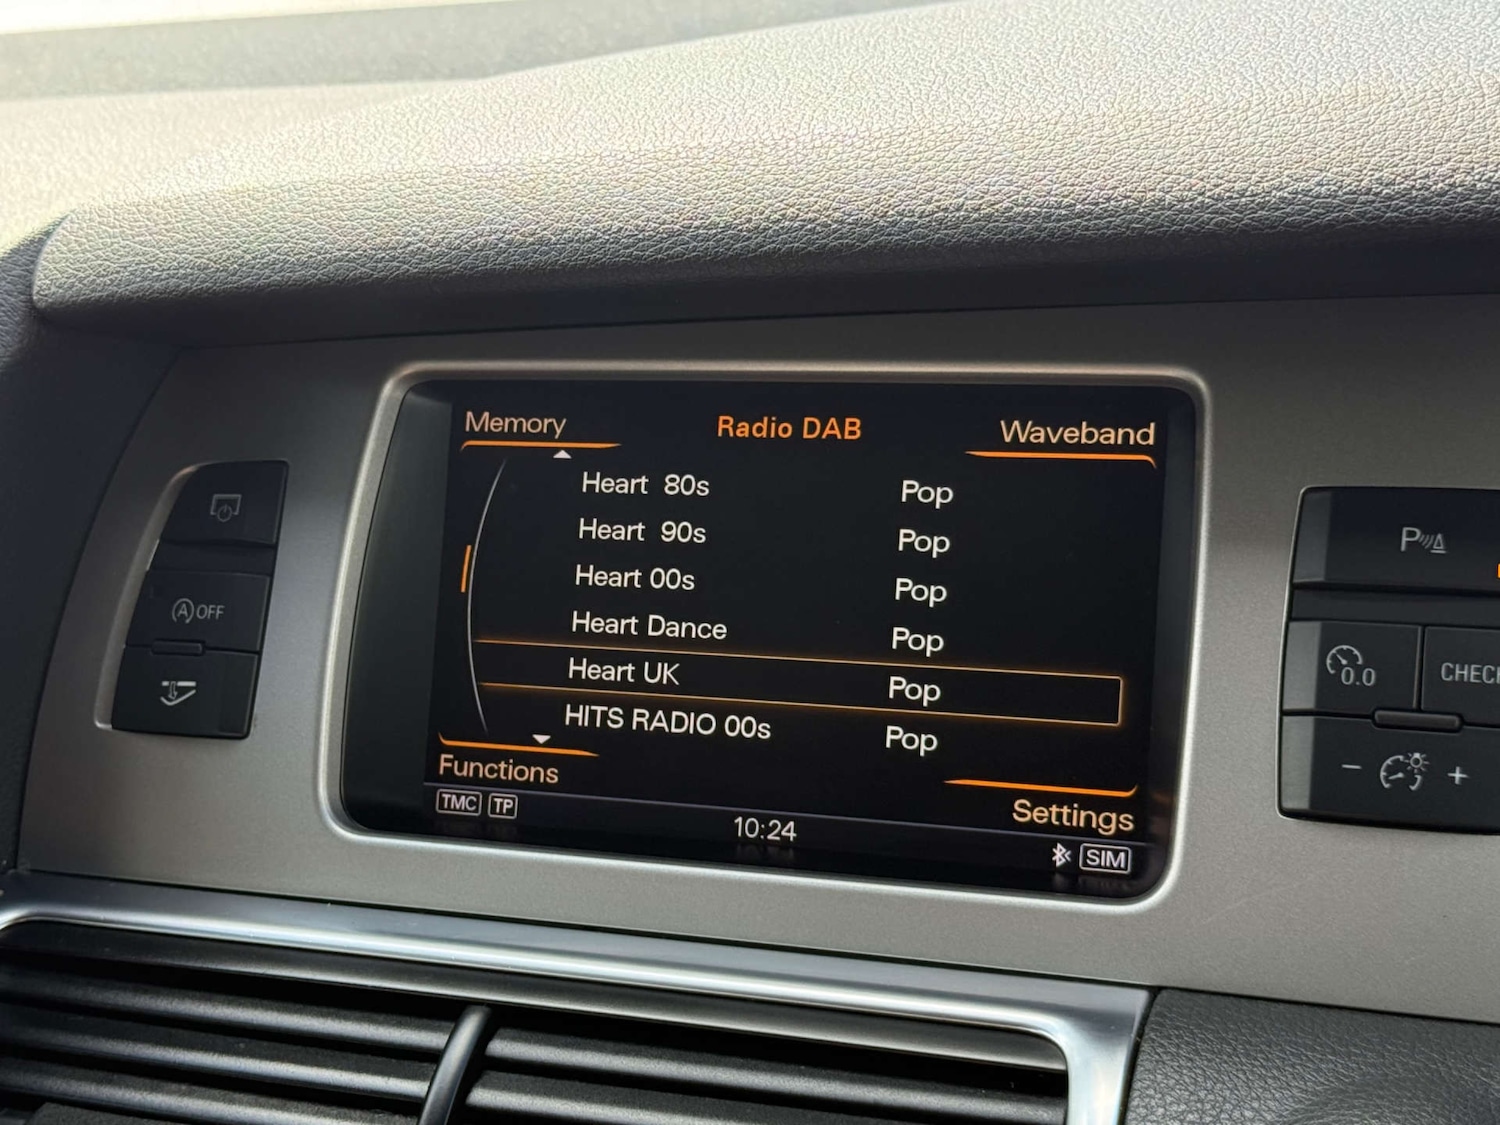 Memory Radio DAB Waveband
Heart 80s Pop
Heart 90s Pop
Heart 00s Pop
Heart Dance Pop
Heart UK Pop
HITS RADIO 00s Pop
Functions Settings
TMC TP 10:24 SIM
A OFF
P
0.0 CHECK
- +